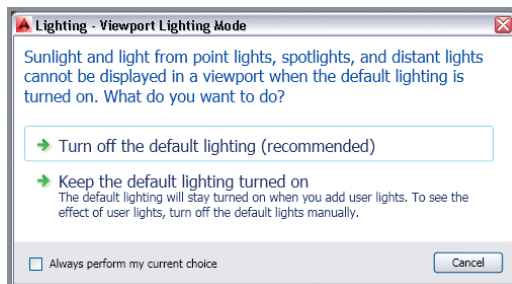 Lighting - Viewport Lighting Mode
Sunlight and light from point lights, spotlights, and distant lights
cannot be displayed in a viewport when the default lighting is
turned on. What do you want to do?
Turn off the default lighting (recommended)
Keep the default lighting turned on
The default lighting will stay turned on when you add user lights. To see the
effect of user lights, turn off the default lights manually.
Always perform my current choice
Cancel